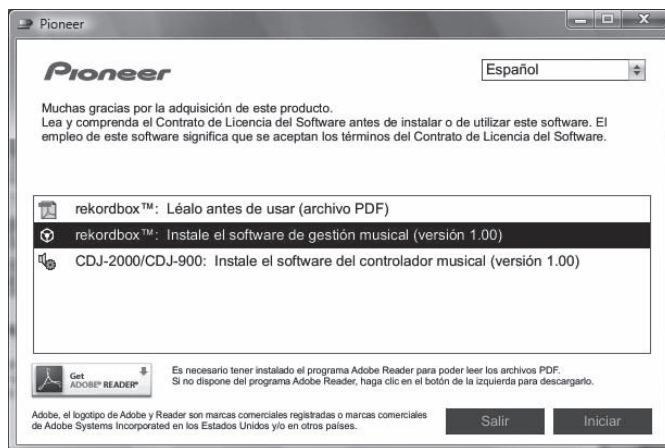 Pioneer
Pioneer
Español
Muchas gracias por la adquisición de este producto.
Lea y comprenda el Contrato de Licencia del Software antes de instalar o de utilizar este software. El
empleo de este software significa que se aceptan los términos del Contrato de Licencia del Software.
rekordbox™: Léalo antes de usar (archivo PDF)
rekordbox™: Instale el software de gestión musical (versión 1.00)
CDJ-2000/CDJ-900: Instale el software del controlador musical (versión 1.00)
Get
ADOBE® READER®
Es necesario tener instalado el programa Adobe Reader para poder leer los archivos PDF.
Si no dispone del programa Adobe Reader, haga clic en el botón de la izquierda para descargarlo.
Adobe, el logotipo de Adobe y Reader son marcas comerciales registradas o marcas comerciales
de Adobe Systems Incorporated en los Estados Unidos y/o en otros países.
Salir
Iniciar